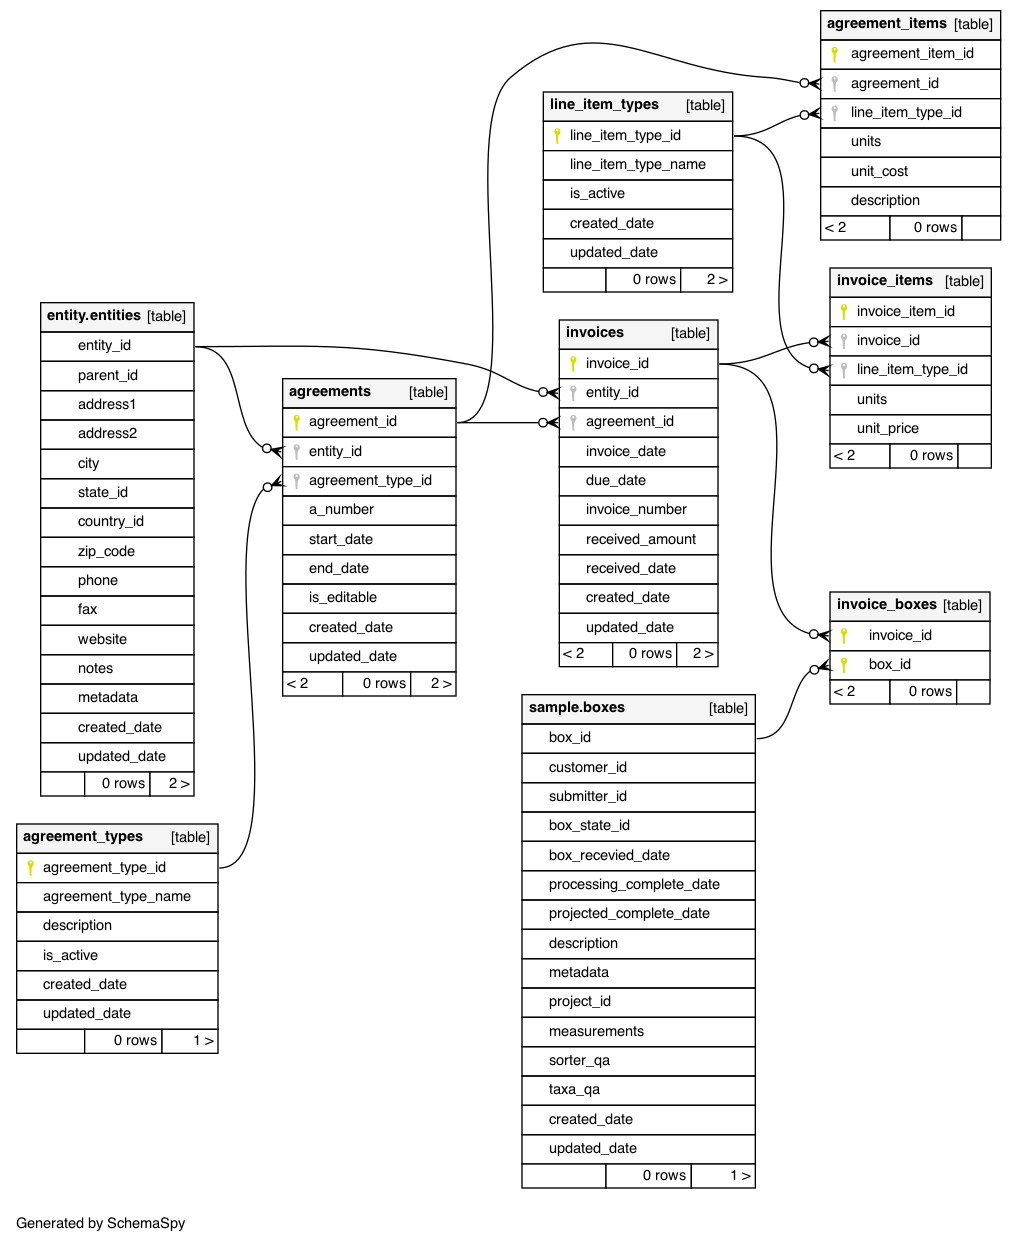 agreement_items [table]
agreement_item_id
agreement_id
line_item_type_id
units
unit_cost
description
< 2 0 rows
line_item_types [table]
line_item_type_id
line_item_type_name
is_active
created_date
updated_date
0 rows 2 >
invoice_items [table]
invoice_item_id
invoice_id
line_item_type_id
units
unit_price
< 2 0 rows
entity.entities [table]
entity_id
parent_id
address1
address2
city
state_id
country_id
zip_code
phone
fax
website
notes
metadata
created_date
updated_date
0 rows 2 >
agreements [table]
agreement_id
entity_id
agreement_type_id
a_number
start_date
end_date
is_editable
created_date
updated_date
< 2 0 rows 2 >
invoices [table]
invoice_id
entity_id
agreement_id
invoice_date
due_date
invoice_number
received_amount
received_date
created_date
updated_date
< 2 0 rows 2 >
invoice_boxes [table]
invoice_id
box_id
< 2 0 rows
sample.boxes [table]
box_id
customer_id
submitter_id
box_state_id
box_recevied_date
processing_complete_date
projected_complete_date
description
metadata
project_id
measurements
sorter_qa
taxa_qa
created_date
updated_date
0 rows 1 >
agreement_types [table]
agreement_type_id
agreement_type_name
description
is_active
created_date
updated_date
0 rows 1 >
Generated by SchemaSpy